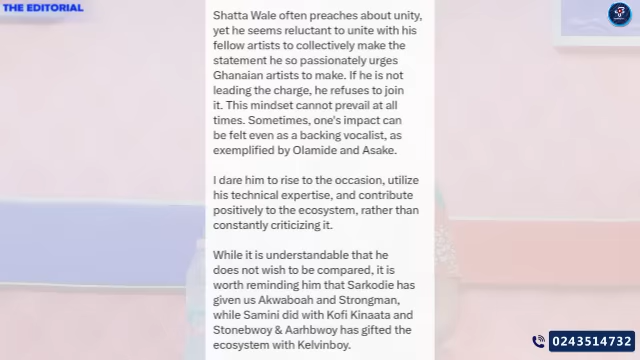 THE EDITORIAL
Shatta Wale often preaches about unity,
yet he seems reluctant to unite with his
fellow artists to collectively make the
statement he so passionately urges
Ghanaian artists to make. If he is not
leading the charge, he refuses to join
it. This mindset cannot prevail at all
times. Sometimes, one's impact can
be felt even as a backing vocalist, as
exemplified by Olamide and Asake.
I dare him to rise to the occasion, utilize
his technical expertise, and contribute
positively to the ecosystem, rather than
constantly criticizing it.
While it is understandable that he
does not wish to be compared, it is
worth reminding him that Sarkodie has
given us Akwaboah and Strongman,
while Samini did with Kofi Kinaata and
Stonebwoy & Aarhbwoy has gifted the
ecosystem with Kelvinboy.
0243514732